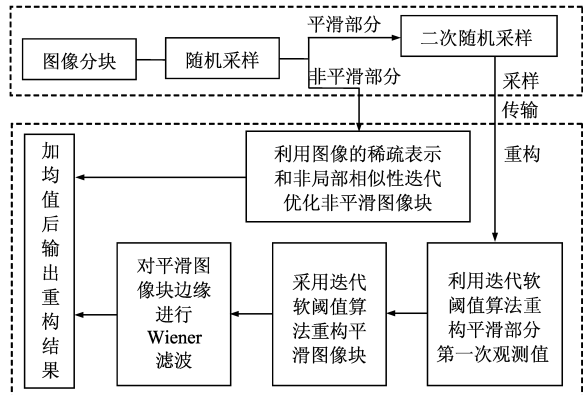 平滑部分
二次随机采样
图像分块
随机采样
非平滑部分
采样
传输
重构
利用图像的稀疏表示
和非局部相似性迭代
优化非平滑图像块
加
均
值
后
输
出
重
构
结
果
对平滑图
像块边缘
进行
Wiener
滤波
采用迭代
软阈值算
法重构平
滑图像块
利用迭代软
阈值算法重
构平滑部分
第一次观测值